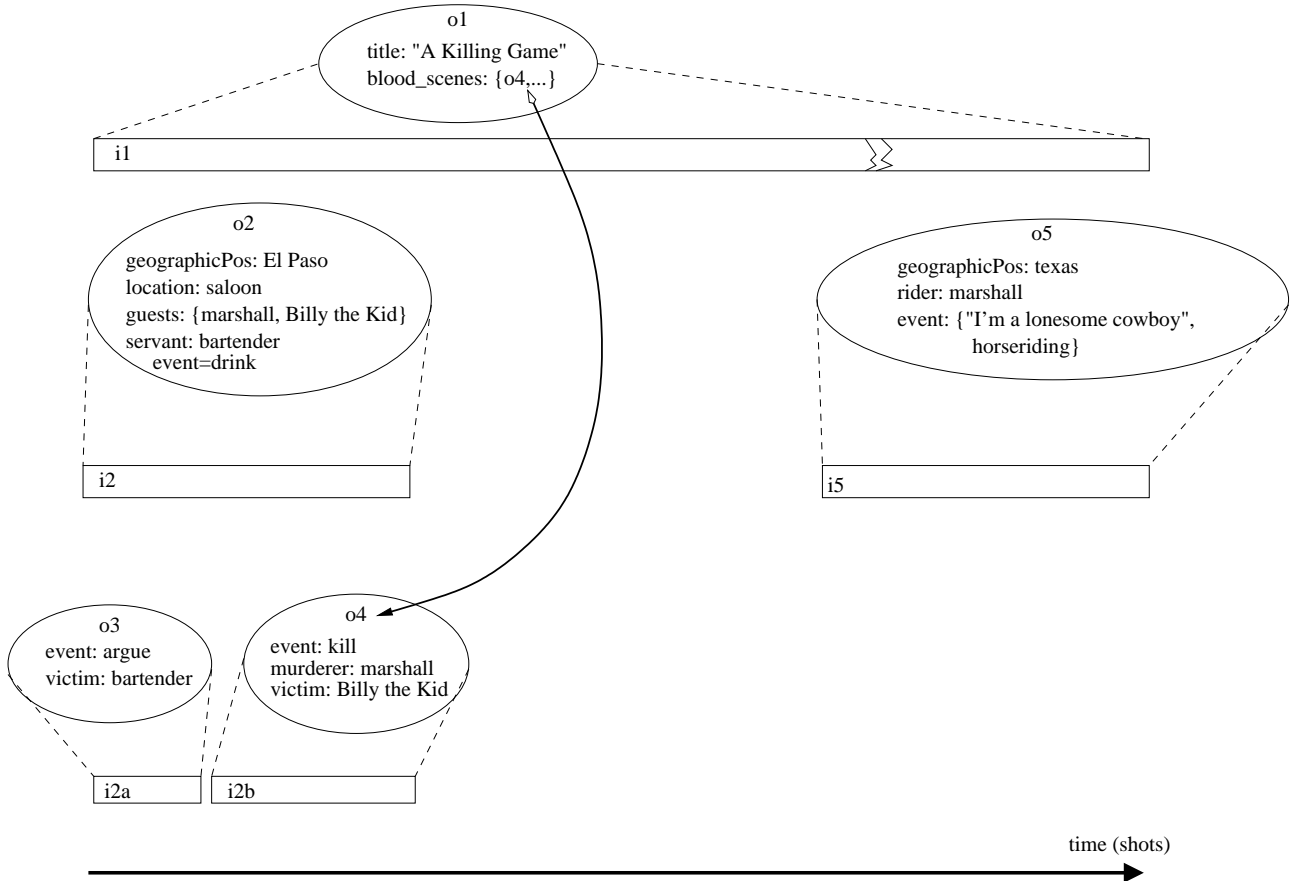 o1
title: "A Killing Game"
blood_scenes: {o4,...}
i1
o2
geographicPos: El Paso
location: saloon
guests: {marshall, Billy the Kid}
servant: bartender
event=drink
o5
geographicPos: texas
rider: marshall
event: {"I'm a lonesome cowboy",
horseriding}
i2
i5
o3
event: argue
victim: bartender
o4
event: kill
murderer: marshall
victim: Billy the Kid
i2a
i2b
time (shots)